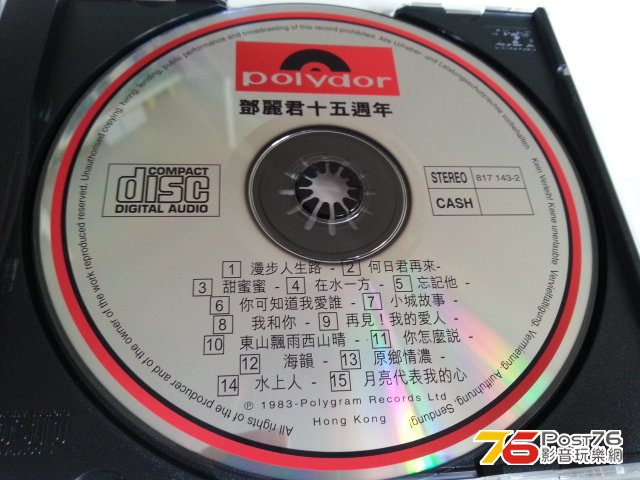 All rights of the producer and of the owner of the work reproduced reserved. Unauthorised copying, hiring, lending, public performance and broadcasting of this record prohibited. Alle Urheber- und Leistungsschutzrechte vorbehalten. Kein Verleih! Keine unerlaubte Vervielfältigung, Vermietung, Aufführung, Sendung!
polydor
鄧麗君十五週年
COMPACT
disc
DIGITAL AUDIO
STEREO 817 143-2
CASH
1 漫步人生路 - 2 何日君再來-
3 甜蜜蜜 - 4 在水一方 - 5 忘記他 -
6 你可知道我愛誰 - 7 小城故事 -
8 我和你 - 9 再見!我的愛人 -
10 東山飄雨西山晴 - 11 你怎麼說 -
12 海韻 - 13 原鄉情濃 -
14 水上人 - 15 月亮代表我的心
℗ 1983-Polygram Records Ltd.
Hong Kong
76 Post76
影音玩樂網